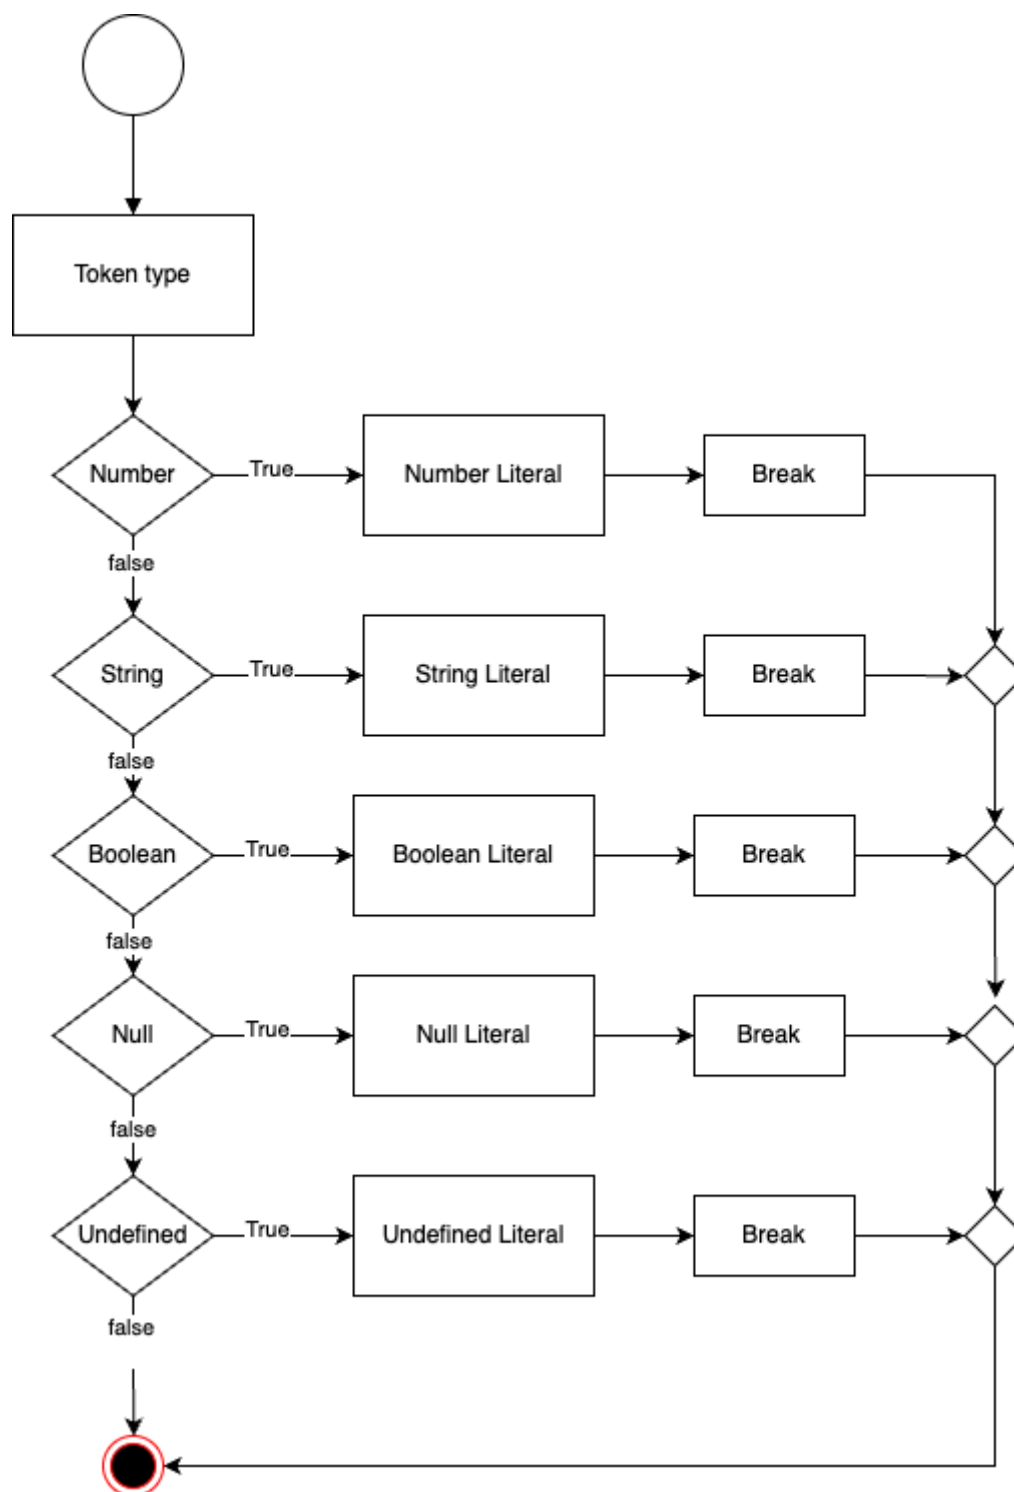 Token type
Number
True
Number Literal
Break
false
String
True
String Literal
Break
false
Boolean
True
Boolean Literal
Break
false
Null
True
Null Literal
Break
false
Undefined
True
Undefined Literal
Break
false